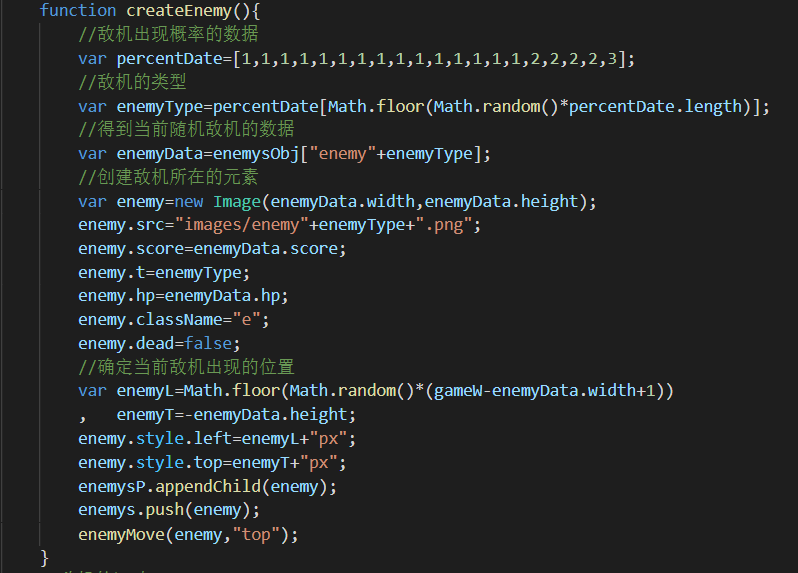 function createEnemy(){
//敌机出现概率的数据
var percentDate=[1,1,1,1,1,1,1,1,1,1,1,1,1,1,1,2,2,2,2,3];
//敌机的类型
var enemyType=percentDate[Math.floor(Math.random()*percentDate.length)];
//得到当前随机敌机的数据
var enemyData=enemysObj["enemy"+enemyType];
//创建敌机所在的元素
var enemy=new Image(enemyData.width,enemyData.height);
enemy.src="images/enemy"+enemyType+".png";
enemy.score=enemyData.score;
enemy.t=enemyType;
enemy.hp=enemyData.hp;
enemy.className="e";
enemy.dead=false;
//确定当前敌机出现的位置
var enemyL=Math.floor(Math.random()*(gameW-enemyData.width+1))
,   enemyT=-enemyData.height;
enemy.style.left=enemyL+"px";
enemy.style.top=enemyT+"px";
enemysP.appendChild(enemy);
enemys.push(enemy);
enemyMove(enemy,"top");
}